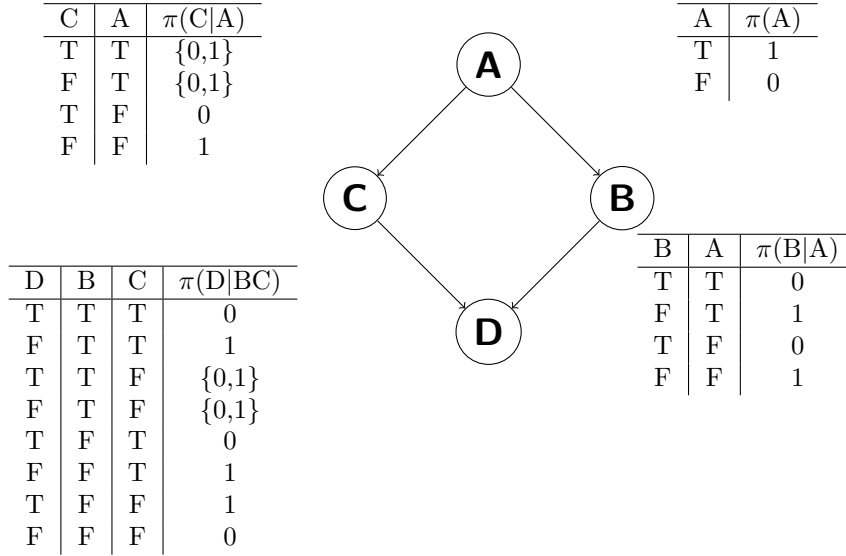 C A π(C|A)
T T {0,1}
F T {0,1}
T F 0
F F 1
A
A π(A)
T 1
F 0
C
B
D B C π(D|BC)
T T T 0
F T T 1
T T F {0,1}
F T F {0,1}
T F T 0
F F T 1
T F F 1
F F F 0
D
B A π(B|A)
T T 0
F T 1
T F 0
F F 1